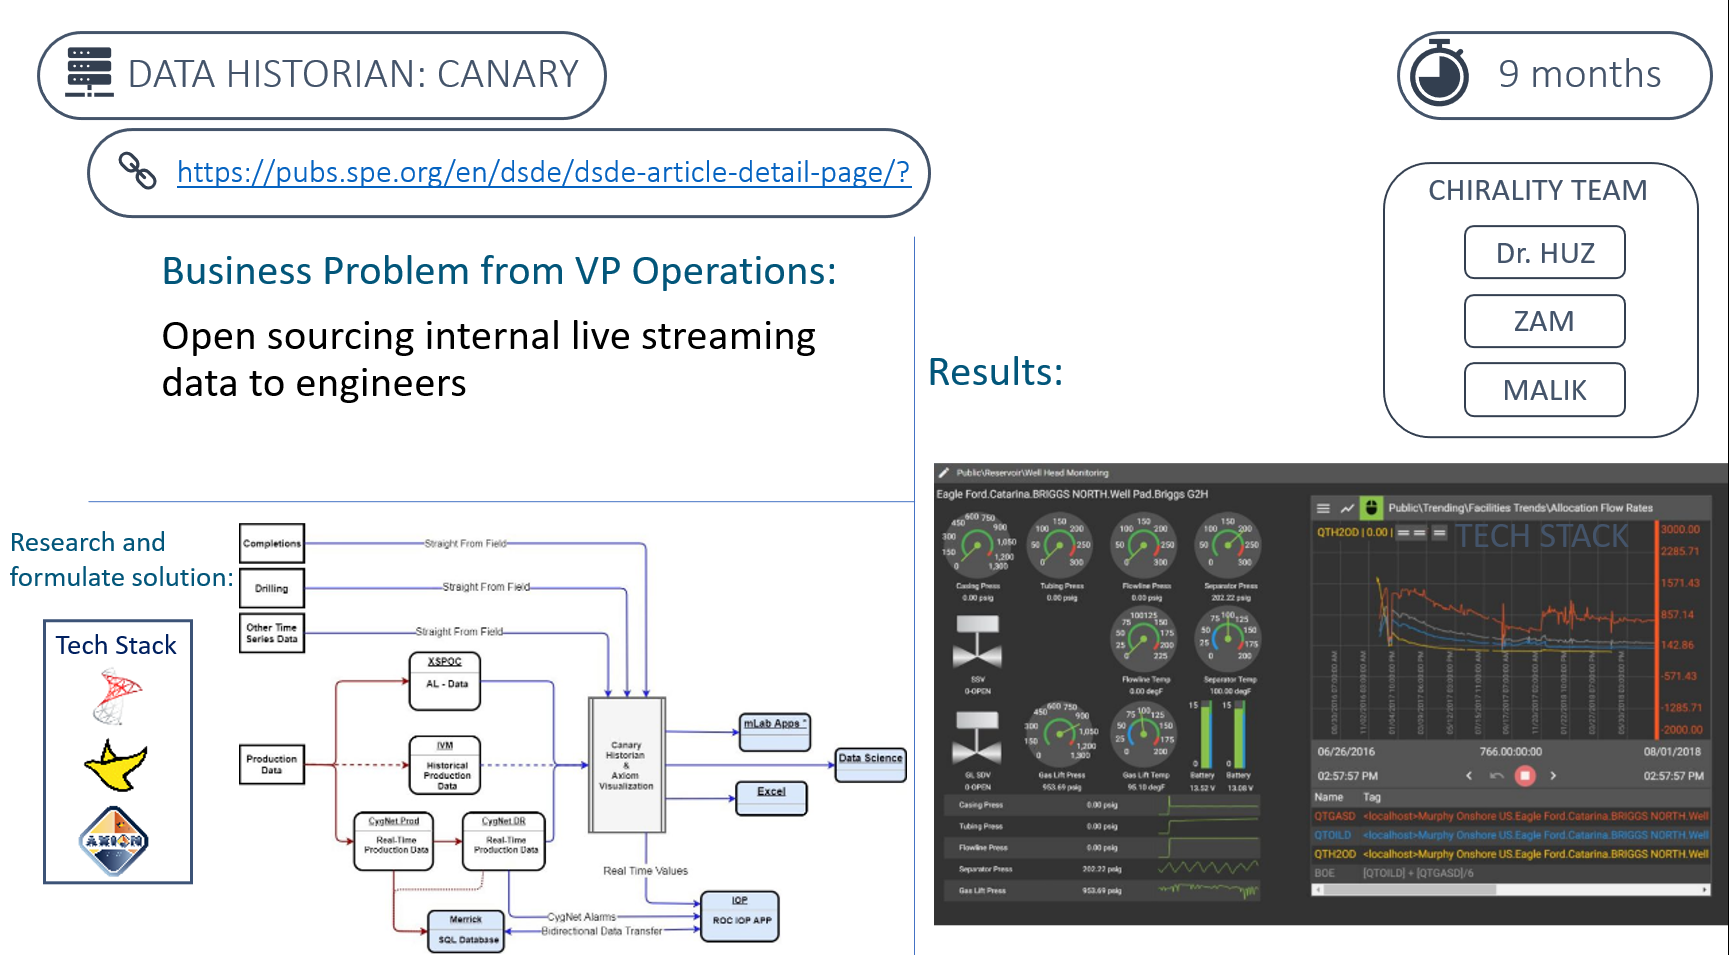 DATA HISTORIAN: CANARY
9 months
https://pubs.spe.org/en/dsde/dsde-article-detail-page/?
CHIRALITY TEAM
Dr. HUZ
ZAM
MALIK
Business Problem from VP Operations:
Open sourcing internal live streaming
data to engineers
Results:
Research and
formulate solution:
Tech Stack
AXION
Completions
Straight From Field
Drilling
Straight From Field
Other Time
Series Data
Straight From Field
XSPOC
AL - Data
Production
Data
IVM
Historical
Production
Data
CygNet.Prod
Real-Time
Production Data
CygNet.DR
Real-Time
Production Data
Canary
Historian
&
Axiom
Visualization
mLab Apps "
Data Science
Excel
Real Time Values
Merrick
SQL Database
CygNet Alarms
Bidirectional Data Transfer
IOP
ROC IOP APP
Public\Reservoir\Well Head Monitoring
Eagle Ford.Catarina.BRIGGS NORTH.Well Pad.Briggs G2H
Casing Press
0.00 psig
Tubing Press
0.00 psig
Flowline Press
0.00 psig
Separator Press
202.22 psig
SSV
0-OPEN
Flowline Temp
0.00 degF
Separator Temp
100.00 degF
GL SDV
0-OPEN
Gas Lift Press
953.69 psig
Gas Lift Temp
95.10 degF
Battery
13.52 V
Battery
13.08 V
Casing Press 0.00 psig
Tubing Press 0.00 psig
Flowline Press 0.00 psig
Separator Press 202.22 psig
Gas Lift Press 953.69 psig
Public\Trending\Facilities Trends\Allocation Flow Rates
QTH2OD | 0.00 |
TECH STACK
3000.00
2285.71
1571.43
857.14
142.86
-571.43
-1285.71
-2000.00
06/26/2016 766.00:00:00 08/01/2018
02:57:57 PM 02:57:57 PM
Name Tag
QTGASD <localhost>Murphy Onshore US.Eagle Ford.Catarina.BRIGGS NORTH.Well
QTOILD <localhost>Murphy Onshore US.Eagle Ford.Catarina.BRIGGS NORTH.Well
QTH2OD <localhost>Murphy Onshore US.Eagle Ford.Catarina.BRIGGS NORTH.Well
BOE [QTOILD] + [QTGASD]/6